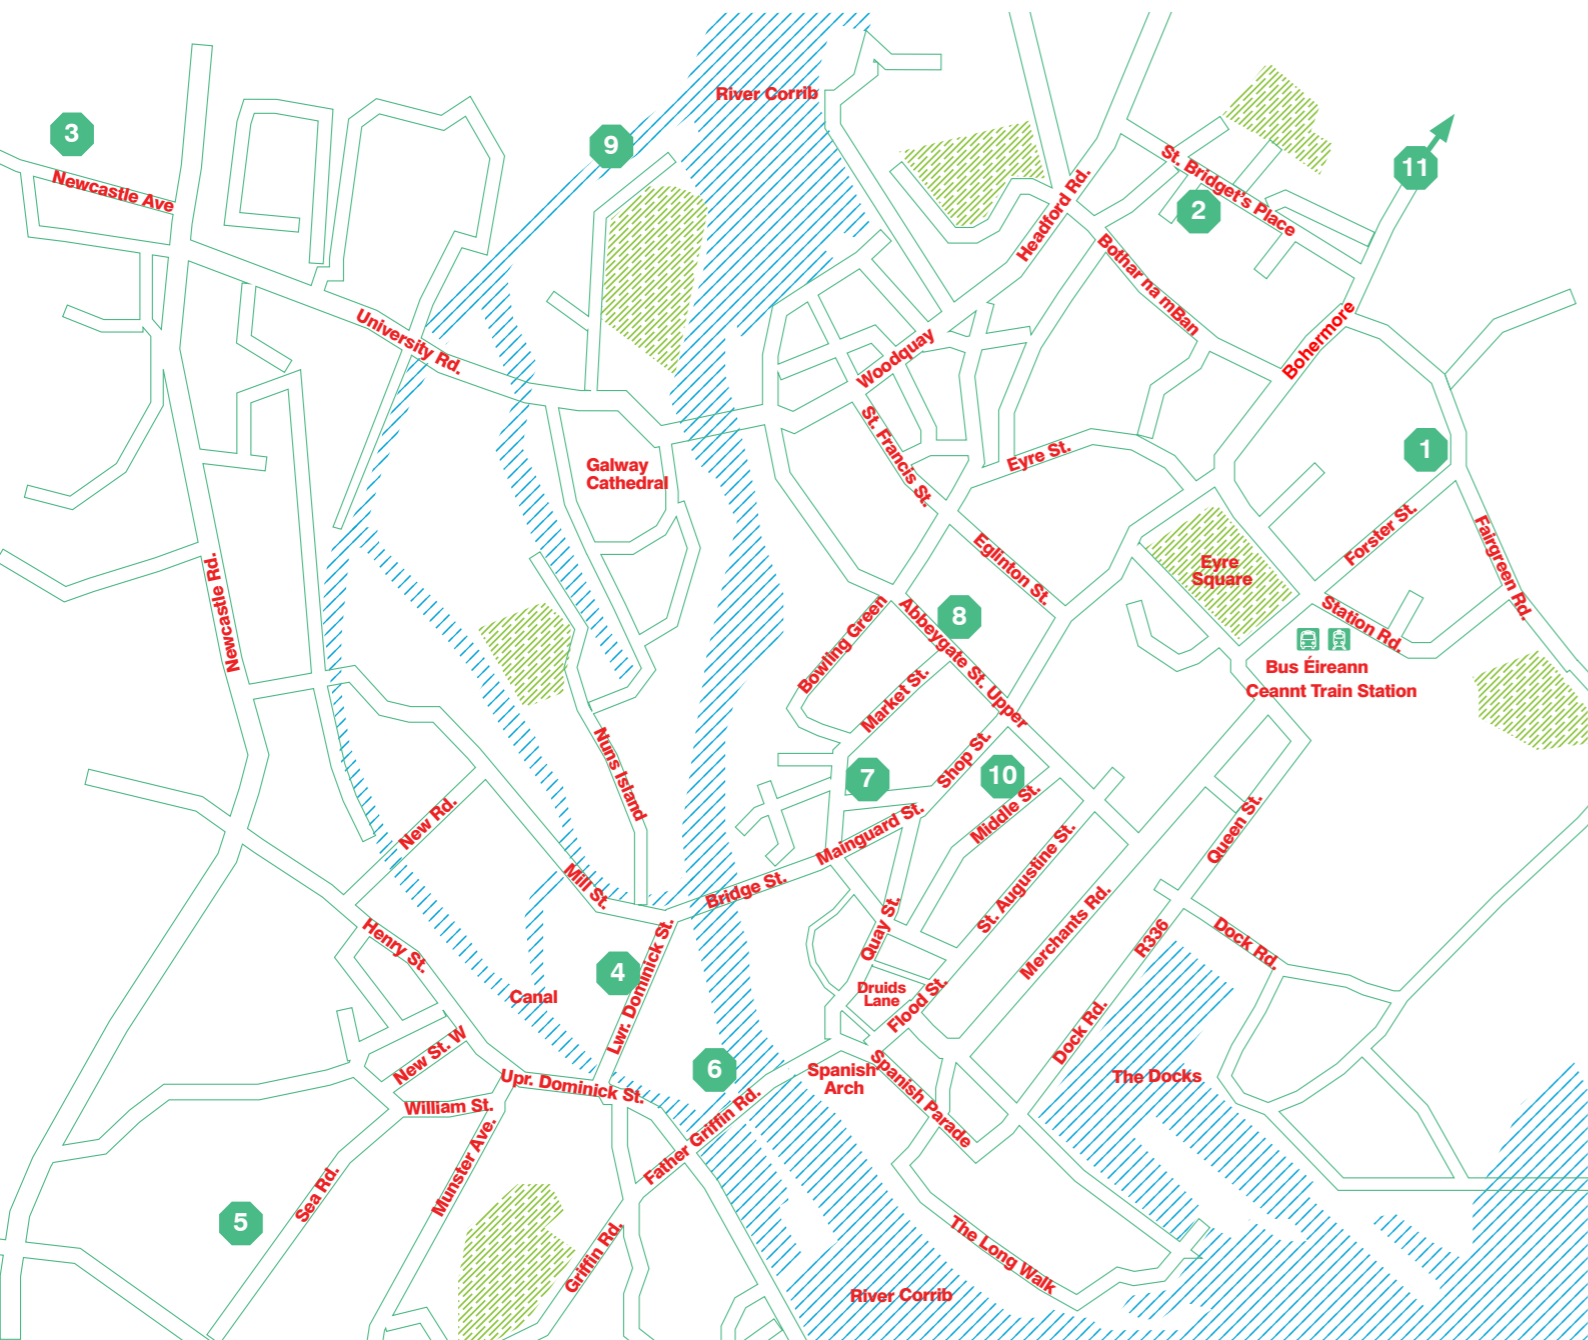 River Corrib
3
9
11
Newcastle Ave
St. Bridget's Place
2
Headford Rd.
Bothar na mBan
University Rd.
Woodquay
Bohermore
St. Francis St.
Eyre St.
1
Galway
Cathedral
Forster St.
Fairgreen Rd.
Eglinton St.
Eyre
Square
Newcastle Rd.
Bowling Green
Abbeygate St. Upper
8
Station Rd.
Bus Éireann
Ceannt Train Station
Market St.
Nuns Island
Shop St.
7
10
New Rd.
Middle St.
Mainguard St.
Queen St.
Mill St.
Bridge St.
St. Augustine St.
Merchants Rd.
Henry St.
Quay St.
R336
Dock Rd.
4
Lwr. Dominick St.
Canal
Druids
Lane
Flood St.
Dock Rd.
New St. W
6
Spanish
Arch
Spanish Parade
The Docks
Upr. Dominick St.
William St.
Munster Ave.
Father Griffin Rd.
Sea Rd.
5
Griffin Rd.
The Long Walk
River Corrib